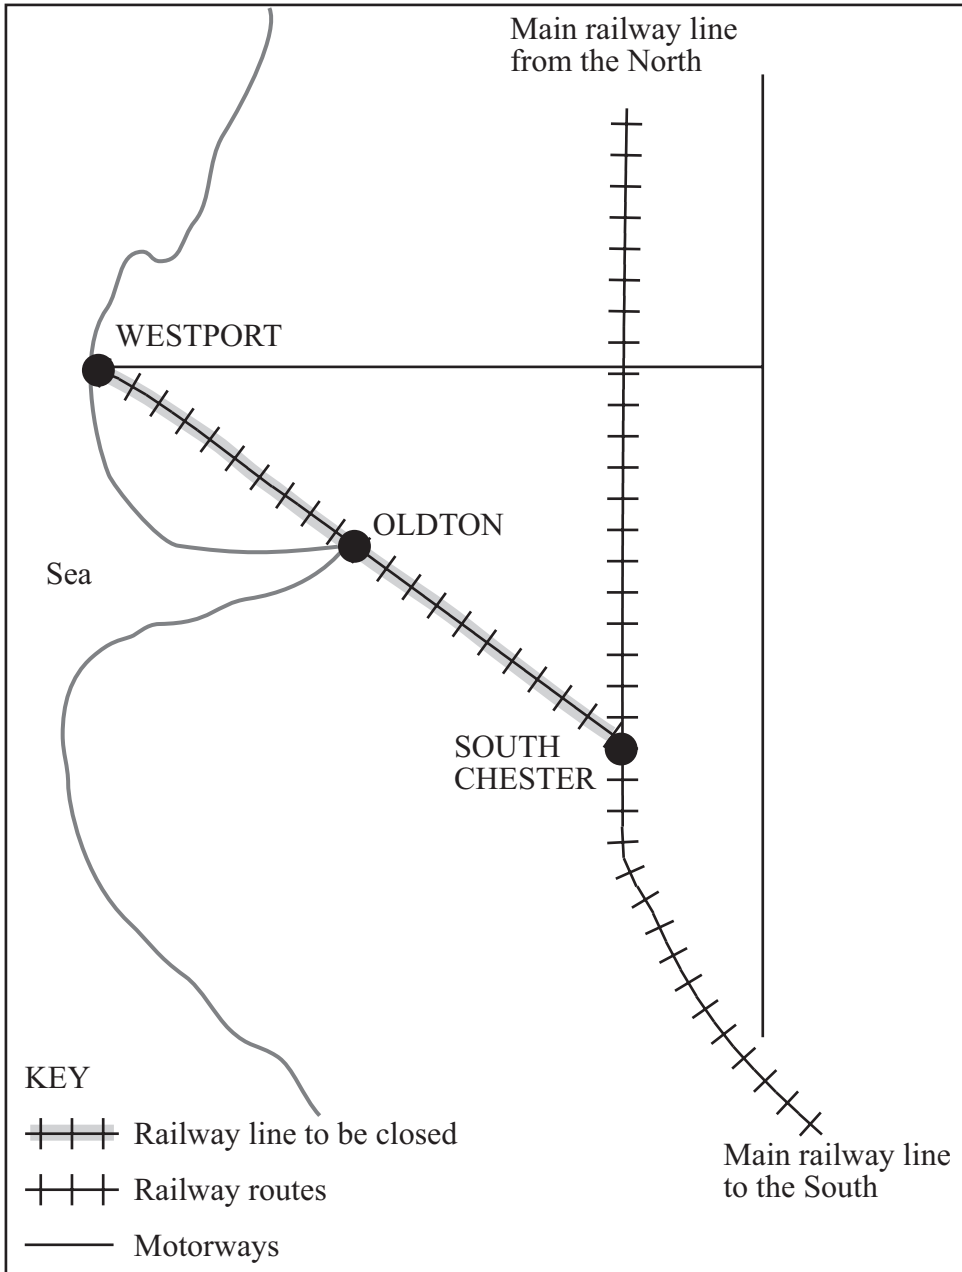 Main railway line
from the North
WESTPORT
OLDTON
Sea
SOUTH
CHESTER
KEY
Railway line to be closed
Railway routes
Motorways
Main railway line
to the South